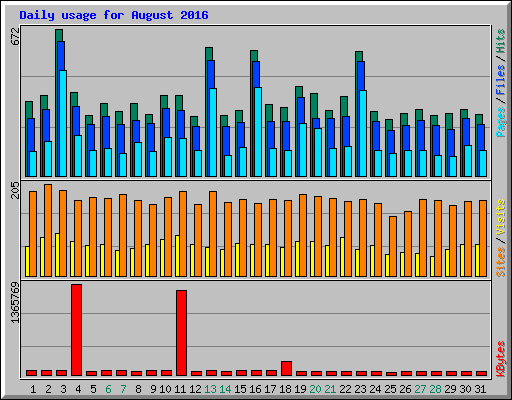 Daily usage for August 2016
672
Pages / Files / Hits
205
Sites / Visits
1365769
KBytes
1 2 3 4 5 6 7 8 9 10 11 12 13 14 15 16 17 18 19 20 21 22 23 24 25 26 27 28 29 30 31